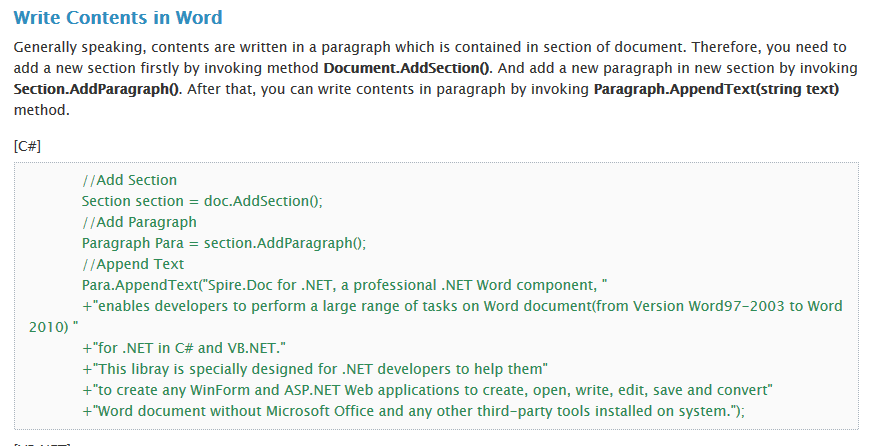 Write Contents in Word
Generally speaking, contents are written in a paragraph which is contained in section of document. Therefore, you need to
add a new section firstly by invoking method Document.AddSection(). And add a new paragraph in new section by invoking
Section.AddParagraph(). After that, you can write contents in paragraph by invoking Paragraph.AppendText(string text)
method.
[C#]
//Add Section
Section section = doc.AddSection();
//Add Paragraph
Paragraph Para = section.AddParagraph();
//Append Text
Para.AppendText("Spire.Doc for .NET, a professional .NET Word component, "
+"enables developers to perform a large range of tasks on Word document(from Version Word97-2003 to Word
2010) "
+"for .NET in C# and VB.NET."
+"This libray is specially designed for .NET developers to help them"
+"to create any WinForm and ASP.NET Web applications to create, open, write, edit, save and convert"
+"Word document without Microsoft Office and any other third-party tools installed on system.");